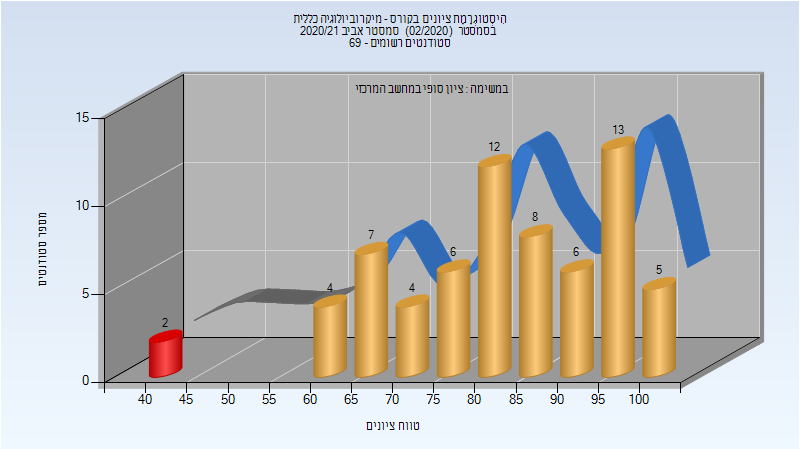 היסטוגרמת ציונים בקורס - מיקרוביולוגיה כללית
בסמסטר (02/2020) סמסטר אביב 2020/21
סטודנטים רשומים - 69
במשימה : ציון סופי במחשב המרכזי
מספר סטודנטים
15
10
5
0
2
4
7
4
6
12
8
6
13
5
40 45 50 55 60 65 70 75 80 85 90 95 100
טווח ציונים